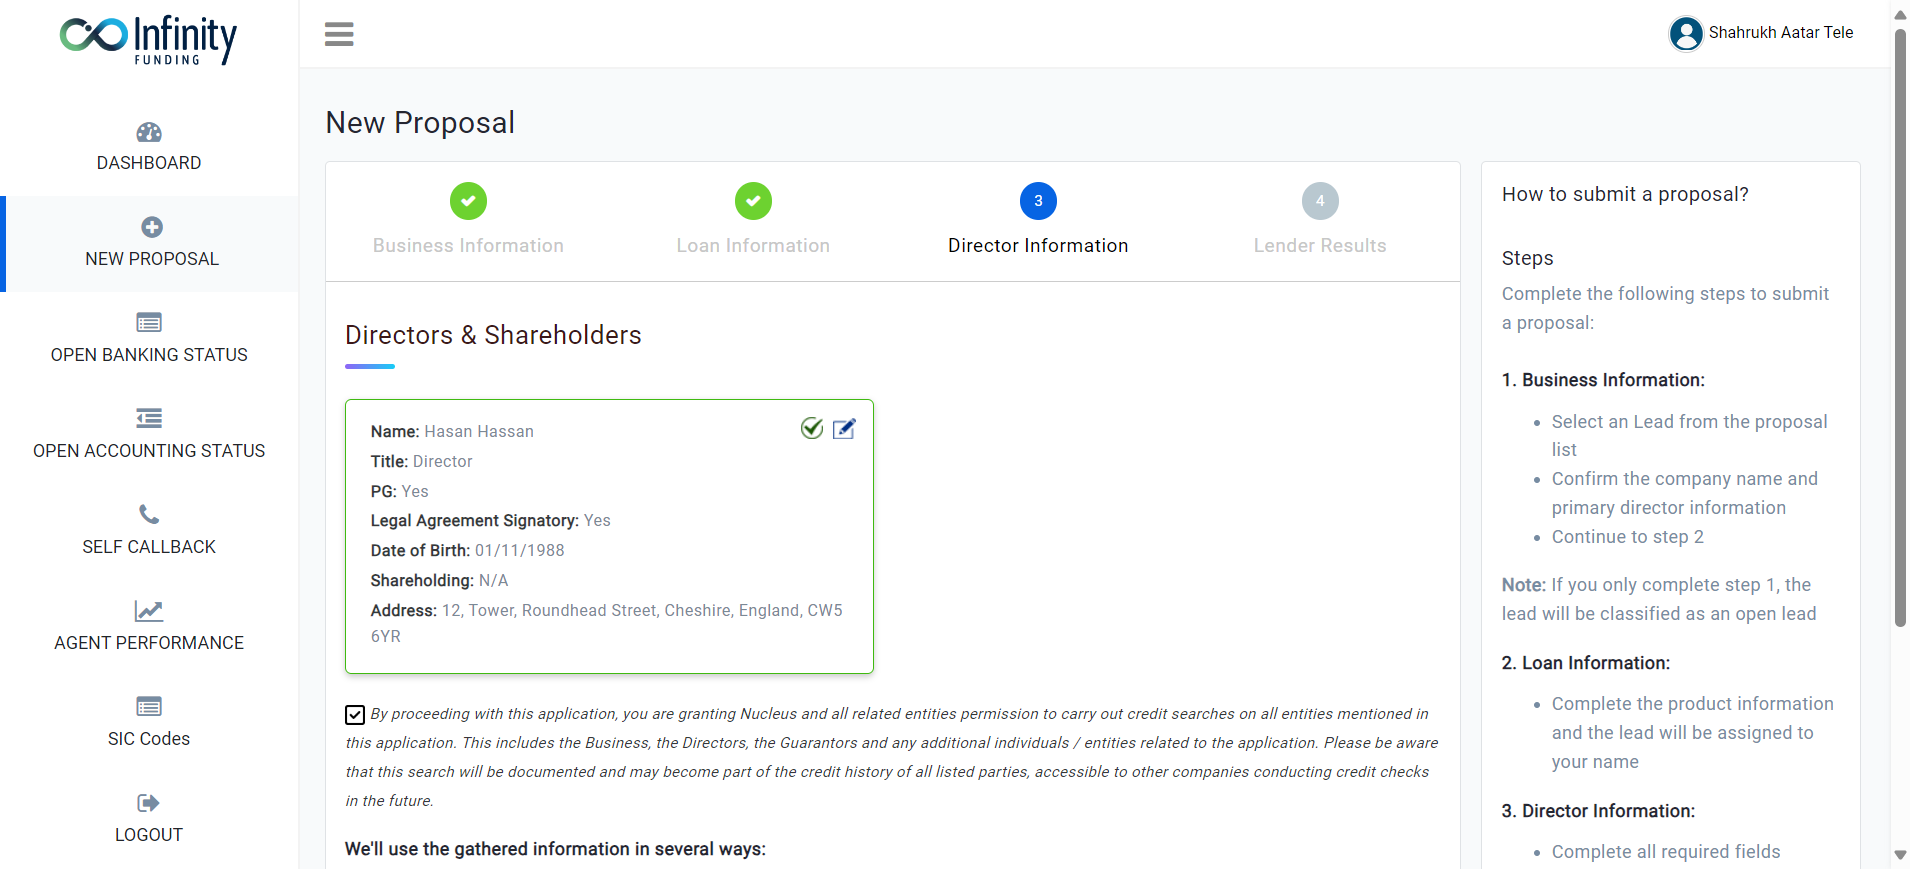 Infinity
FUNDING
Shahrukh Aatar Tele
DASHBOARD
NEW PROPOSAL
OPEN BANKING STATUS
OPEN ACCOUNTING STATUS
SELF CALLBACK
AGENT PERFORMANCE
SIC Codes
LOGOUT
New Proposal
Business Information
Loan Information
3
Director Information
4
Lender Results
Directors & Shareholders
Name: Hasan Hassan
Title: Director
PG: Yes
Legal Agreement Signatory: Yes
Date of Birth: 01/11/1988
Shareholding: N/A
Address: 12, Tower, Roundhead Street, Cheshire, England, CW5
6YR
By proceeding with this application, you are granting Nucleus and all related entities permission to carry out credit searches on all entities mentioned in
this application. This includes the Business, the Directors, the Guarantors and any additional individuals / entities related to the application. Please be aware
that this search will be documented and may become part of the credit history of all listed parties, accessible to other companies conducting credit checks
in the future.
We'll use the gathered information in several ways:
How to submit a proposal?
Steps
Complete the following steps to submit
a proposal:
1. Business Information:
• Select an Lead from the proposal
list
• Confirm the company name and
primary director information
• Continue to step 2
Note: If you only complete step 1, the
lead will be classified as an open lead
2. Loan Information:
• Complete the product information
and the lead will be assigned to
your name
3. Director Information:
• Complete all required fields